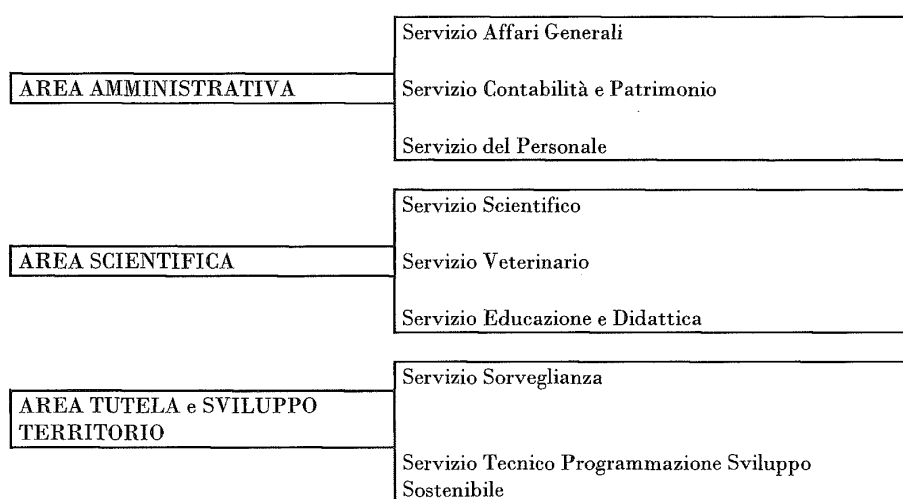 Servizio Affari Generali
AREA AMMINISTRATIVA
Servizio Contabilità e Patrimonio
Servizio del Personale
Servizio Scientifico
AREA SCIENTIFICA
Servizio Veterinario
Servizio Educazione e Didattica
Servizio Sorveglianza
AREA TUTELA e SVILUPPO
TERRITORIO
Servizio Tecnico Programmazione Sviluppo
Sostenibile